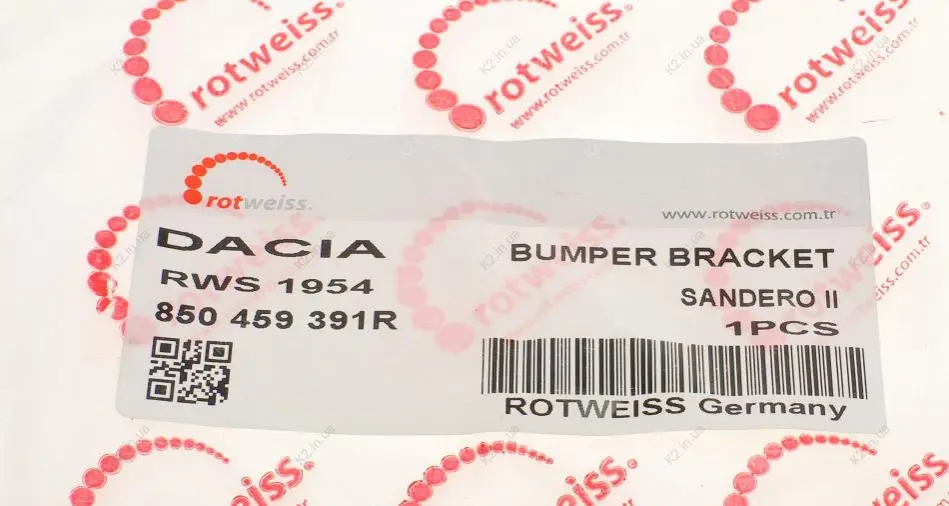 rotweiss
www.rotweiss.com.tr
rotweiss
www.rotweiss.com.tr
rotweiss
www.rotweiss.com.tr
rotweiss.
www.rotweiss.com.tr
DACIA
BUMPER BRACKET
RWS 1954
SANDERO II
850 459 391R
1PCS
ROTWEISS Germany
K2.in.ua